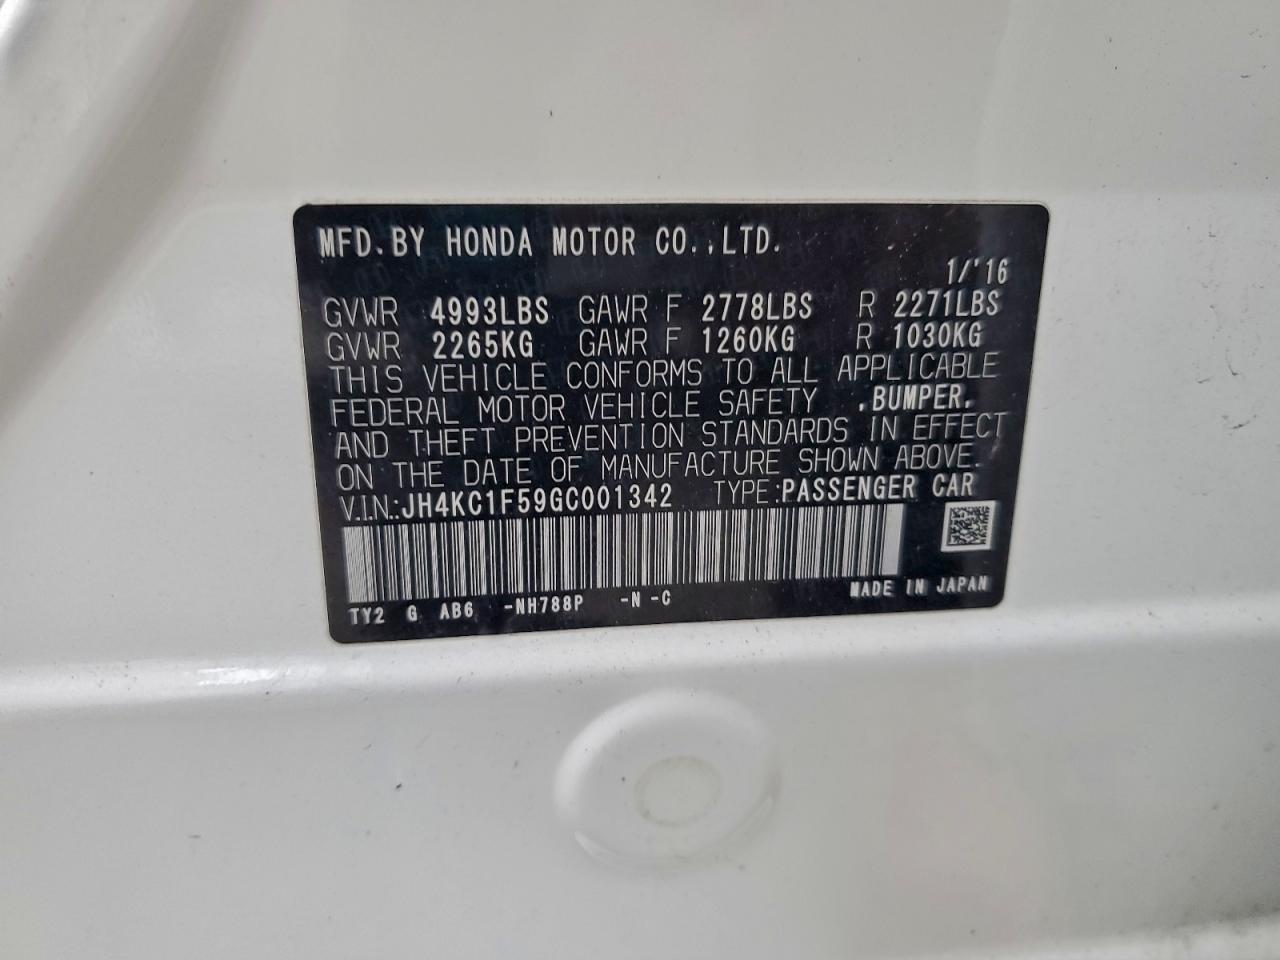 MFD.BY HONDA MOTOR CO.,LTD.
1/'16
GVWR 4993LBS GAWR F 2778LBS R 2271LBS
GVWR 2265KG GAWR F 1260KG R 1030KG
THIS VEHICLE CONFORMS TO ALL APPLICABLE
FEDERAL MOTOR VEHICLE SAFETY ,BUMPER,
AND THEFT PREVENTION STANDARDS IN EFFECT
ON THE DATE OF MANUFACTURE SHOWN ABOVE.
V.I.N.:JH4KC1F59GC001342 TYPE:PASSENGER CAR
TY2 G AB6 -NH788P -N -C MADE IN JAPAN